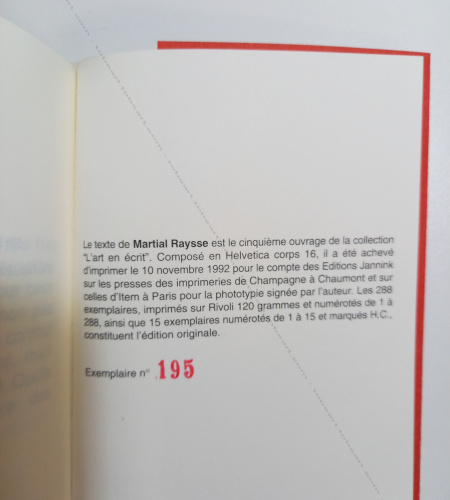 Le texte de Martial Raysse est le cinquième ouvrage de la collection
"L'art en écrit". Composé en Helvetica corps 16, il a été achevé
d'imprimer le 10 novembre 1992 pour le compte des Editions Jannink
sur les presses des imprimeries de Champagne à Chaumont et sur
celles d'Item à Paris pour la phototypie signée par l'auteur. Les 288
exemplaires, imprimés sur Rivoli 120 grammes et numérotés de 1 à
288, ainsi que 15 exemplaires numérotés de 1 à 15 et marqués H.C.,
constituent l'édition originale.
Exemplaire n° 195